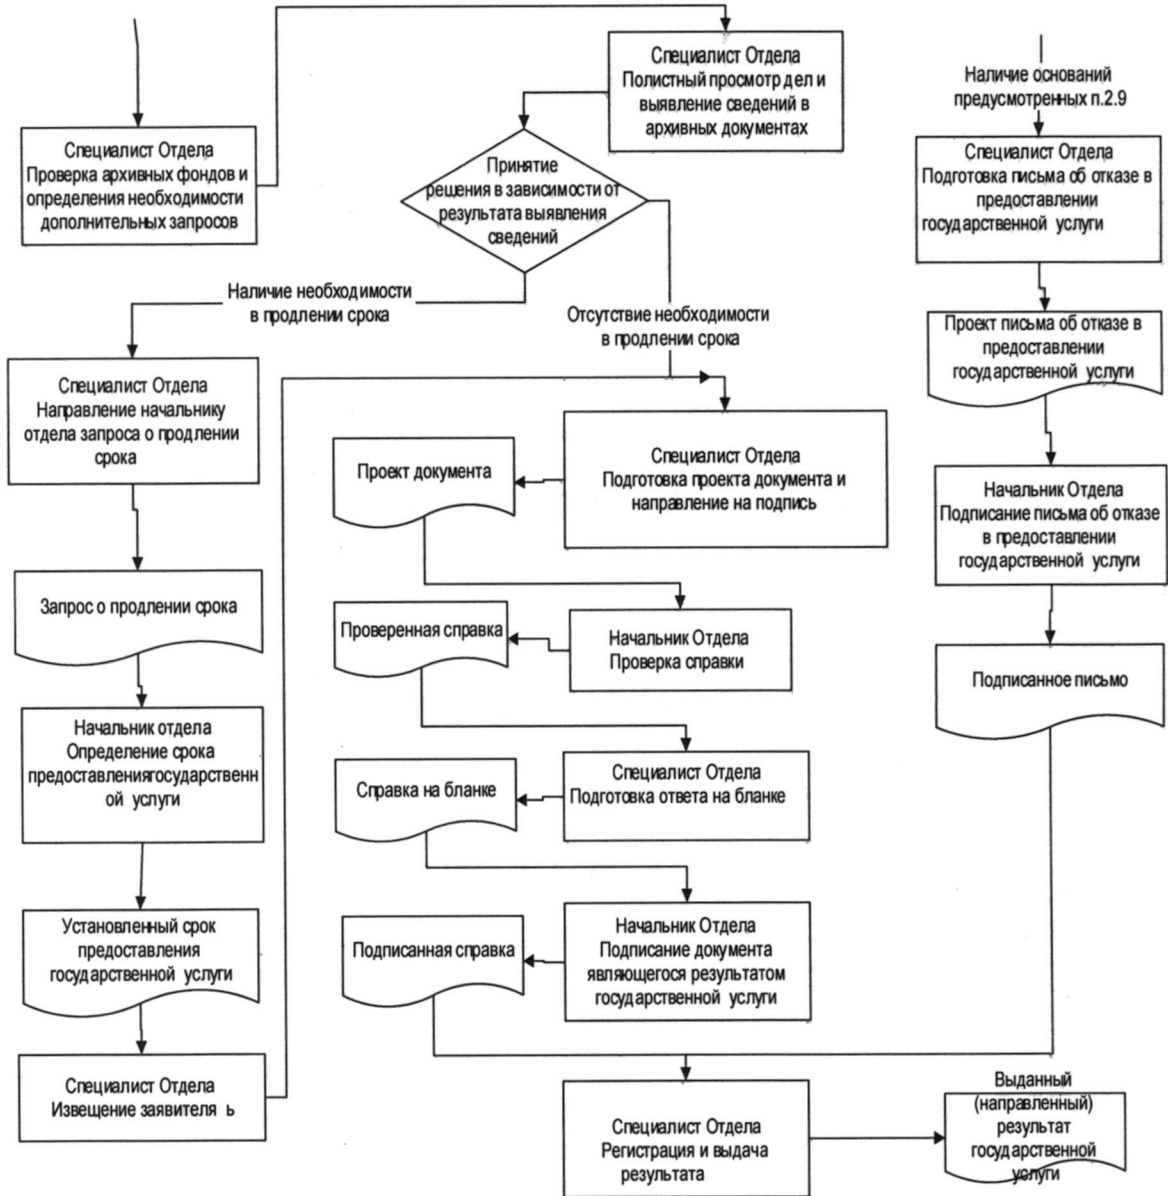 Специалист Отдела
Проверка архивных фондов и
определения необходимости
дополнительных запросов
Специалист Отдела
Полистный просмотр дел и
выявление сведений в
архивных документах
Принятие
решения в зависимости от
результата выявления
сведений
Наличие необходимости
в продлении срока
Отсутствие необходимости
в продлении срока
Специалист Отдела
Направление начальнику
отдела запроса о продлении
срока
Запрос о продлении срока
Начальник отдела
Определение срока
предоставлениягосударственн
ой услуги
Установленный срок
предоставления
государственной услуги
Специалист Отдела
Извещение заявителя ь
Специалист Отдела
Подготовка проекта документа и
направление на подпись
Проект документа
Начальник Отдела
Проверка справки
Проверенная справка
Специалист Отдела
Подготовка ответа на бланке
Справка на бланке
Начальник Отдела
Подписание документа
являющегося результатом
государственной услуги
Подписанная справка
Наличие оснований
предусмотренных п.2.9
Специалист Отдела
Подготовка письма об отказе в
предоставлении
государственной услуги
Проект письма об отказе в
предоставлении
государственной услуги
Начальник Отдела
Подписание письма об отказе
в предоставлении
государственной услуги
Подписанное письмо
Специалист Отдела
Регистрация и выдача
результата
Выданный
(направленный)
результат
государственной
услуги